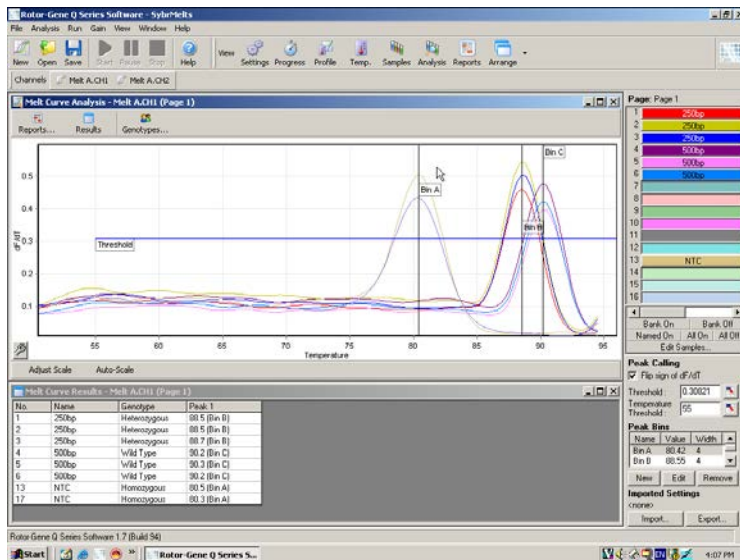 Rotor-Gene Q Series Software - SybrMelts
File Analysis Run Gain View Window Help
New Open Save Start Pause Stop Help View Settings Progress Profile Temp. Samples Analysis Reports Arrange
Channels Melt A.CH1 Melt A.CH2
Melt Curve Analysis - Melt A.CH1 (Page 1)
Reports... Results Genotypes...
Bin C
Bin A
Bin B
Threshold
dF/dT
0.5
0.4
0.3
0.2
0.1
55 60 65 70 75 80 85 90 95
Temperature
Adjust Scale Auto-Scale
Melt Curve Results - Melt A.CH1 (Page 1)
No. Name Genotype Peak 1
1 250bp Heterozygous 88.5 (Bin B)
2 250bp Heterozygous 88.5 (Bin B)
3 250bp Heterozygous 88.7 (Bin B)
4 500bp Wild Type 90.2 (Bin C)
5 500bp Wild Type 90.3 (Bin C)
6 500bp Wild Type 90.2 (Bin C)
13 NTC Homozygous 80.5 (Bin A)
17 NTC Homozygous 80.3 (Bin A)
Page: Page 1
1 250bp
2 250bp
3 250bp
4 500bp
5 500bp
6 500bp
7
8
9
10
11
12
13 NTC
14
15
16
Bank On Bank Off
Named On All On All Off
Edit Samples...
Peak Calling
Flip sign of dF/dT
Threshold : 0.30821
Temperature Threshold : 55
Peak Bins
Name Value Width
Bin A 80.42 4
Bin B 88.55 4
New Edit Remove
Imported Settings
<none>
Import... Export...
Rotor-Gene Q Series Software 1.7 (Build 94)
Start Rotor-Gene Q Series S... EN 4:07 PM